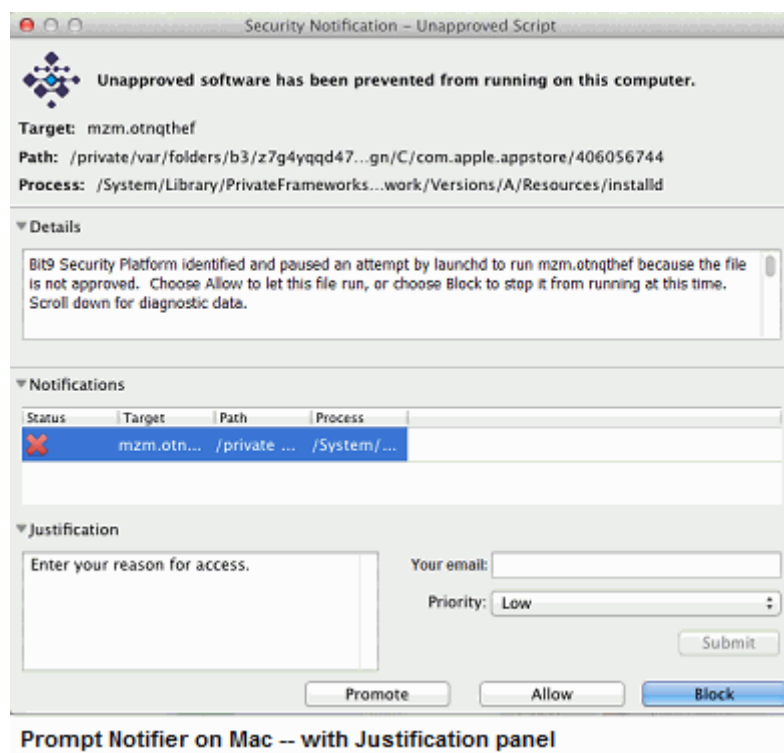 Security Notification – Unapproved Script
Unapproved software has been prevented from running on this computer.
Target: mzm.otnqthef
Path: /private/var/folders/b3/z7g4yqqd47...gn/C/com.apple.appstore/406056744
Process: /System/Library/PrivateFrameworks...work/Versions/A/Resources/installd
Details
Bit9 Security Platform identified and paused an attempt by launchd to run mzm.otnqthef because the file
is not approved. Choose Allow to let this file run, or choose Block to stop it from running at this time.
Scroll down for diagnostic data.
Notifications
Status Target Path Process
mzm.otn... /private ... /System/...
Justification
Enter your reason for access.
Your email:
Priority: Low
Submit
Promote Allow Block
Prompt Notifier on Mac -- with Justification panel